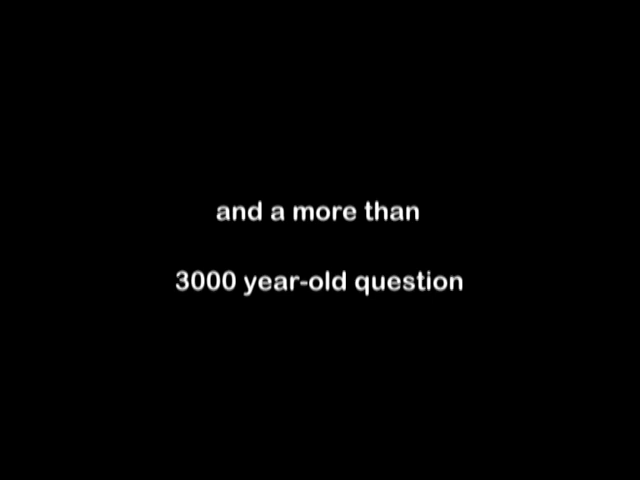 and a more than
3000 year-old question